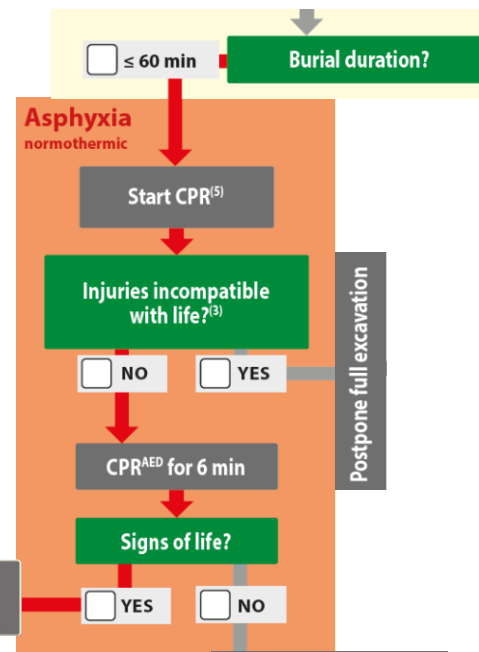 ≤ 60 min
Burial duration?
Asphyxia
normothermic
Start CPR(5)
Injuries incompatible
with life?(3)
NO
YES
Postpone full excavation
CPRAED for 6 min
Signs of life?
YES
NO